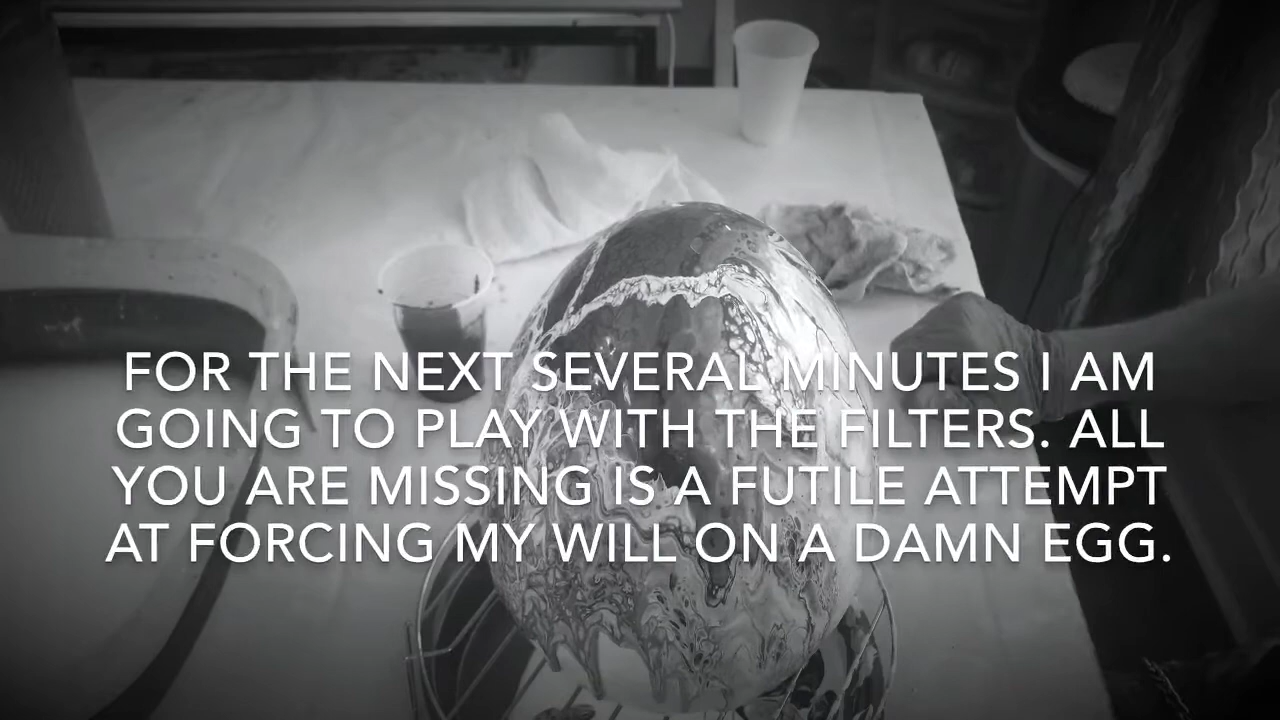 FOR THE NEXT SEVERAL MINUTES I AM
GOING TO PLAY WITH THE FILTERS. ALL
YOU ARE MISSING IS A FUTILE ATTEMPT
AT FORCING MY WILL ON A DAMN EGG.